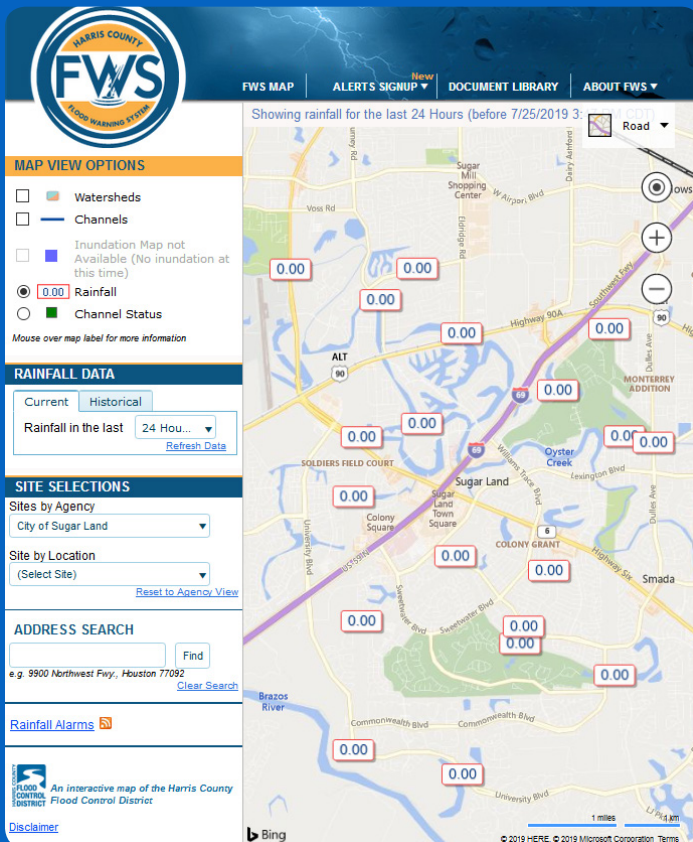 HARRIS COUNTY
FWS
FLOOD WARNING SYSTEM
New
FWS MAP
ALERTS SIGNUP ▼
DOCUMENT LIBRARY
ABOUT FWS ▼
Showing rainfall for the last 24 Hours (before 7/25/2019 3:
Road
MAP VIEW OPTIONS
Watersheds
Channels
Inundation Map not
Available (No inundation at
this time)
0.00 Rainfall
Channel Status
Mouse over map label for more information
RAINFALL DATA
Current
Historical
Rainfall in the last
24 Hou...
Refresh Data
SITE SELECTIONS
Sites by Agency
City of Sugar Land
Site by Location
(Select Site)
Reset to Agency View
ADDRESS SEARCH
Find
e.g. 9900 Northwest Fwy., Houston 77092
Clear Search
Rainfall Alarms
HARRIS COUNTY
FLOOD
CONTROL
DISTRICT
An interactive map of the Harris County
Flood Control District
Disclaimer
Sugar
Mill
Shopping
Center
W Airport Blvd
Dairy Ashford
Voss Rd
Eldridge Rd
Southwest Fwy
0.00
0.00
0.00
0.00
Highway 90A
0.00
90
ALT
90
69
0.00
Dulles Ave
MONTERREY
ADDITION
0.00
0.00
0.00
0.00
69
Oyster
Creek
SOLDIERS FIELD COURT
Williams Trace Blvd
Lexington Blvd
Sugar Land
0.00
Sugar
Land
Town
Square
Colony
Square
Dulles Ave
University Blvd
6
COLONY GRANT
US-59
0.00
0.00
Highway Six
Smada
Sweetwater Blvd
Sweetwater Blvd
0.00
0.00
0.00
0.00
Brazos
River
Commonwealth Blvd
Commonwealth Blvd
0.00
0.00
University Blvd
Bing
1 miles
1 km
© 2019 HERE, © 2019 Microsoft Corporation Terms